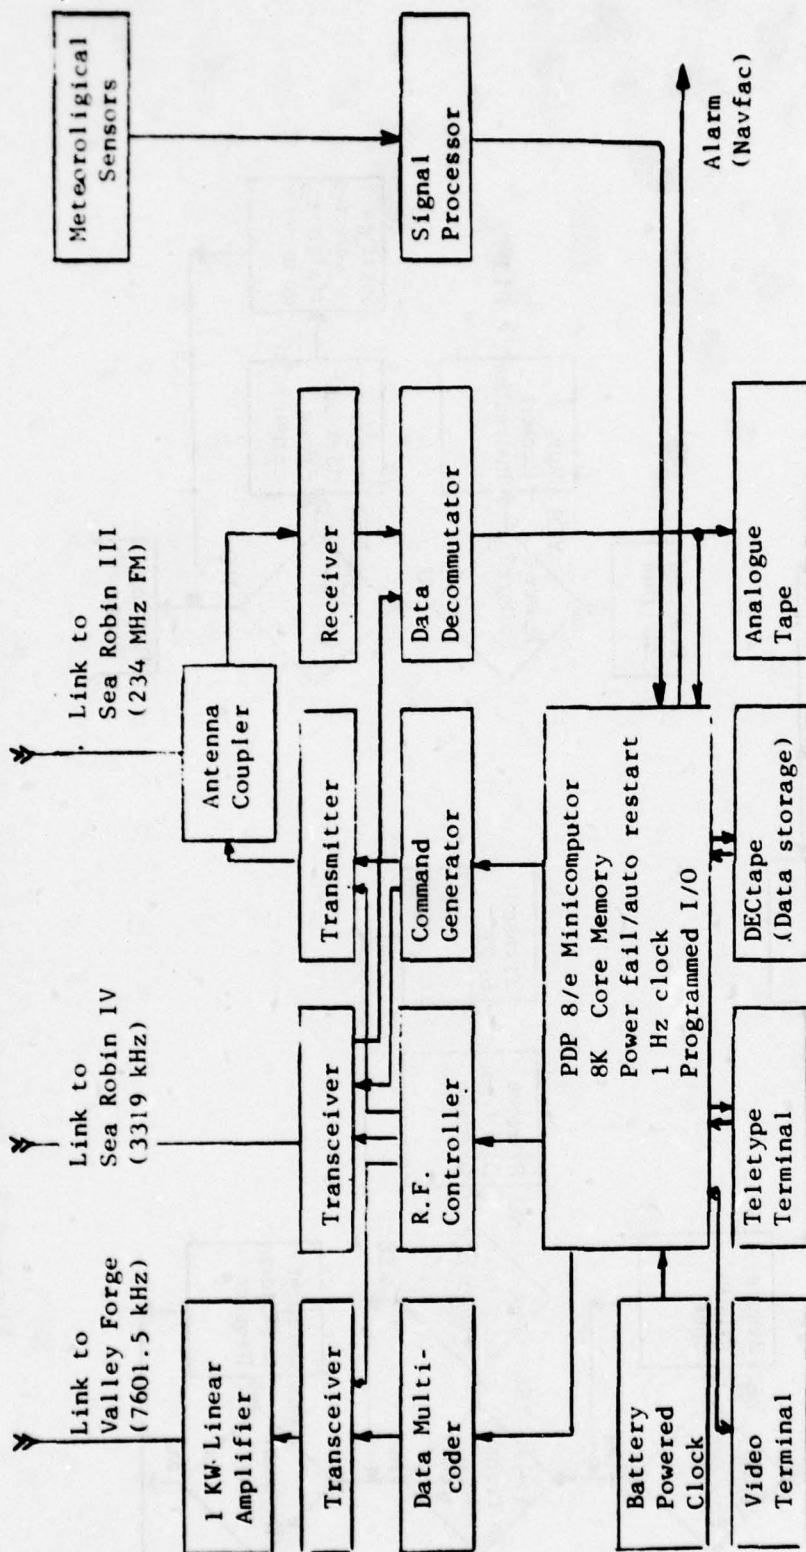 Link to
Valley Forge
(7601.5 kHz)
Link to
Sea Robin IV
(3319 kHz)
Link to
Sea Robin III
(234 MHz FM)
Meteoroligical
Sensors
1 KW Linear
Amplifier
Antenna
Coupler
Transceiver
Transceiver
Transmitter
Receiver
Data Multi-
coder
R.F.
Controller
Command
Generator
Data
Decommutator
Signal
Processor
Battery
Powered
Clock
PDP 8/e Minicomputor
8K Core Memory
Power fail/auto restart
1 Hz clock
Programmed I/O
Alarm
(Navfac)
Video
Terminal
Teletype
Terminal
DECtape
(Data storage)
Analogue
Tape